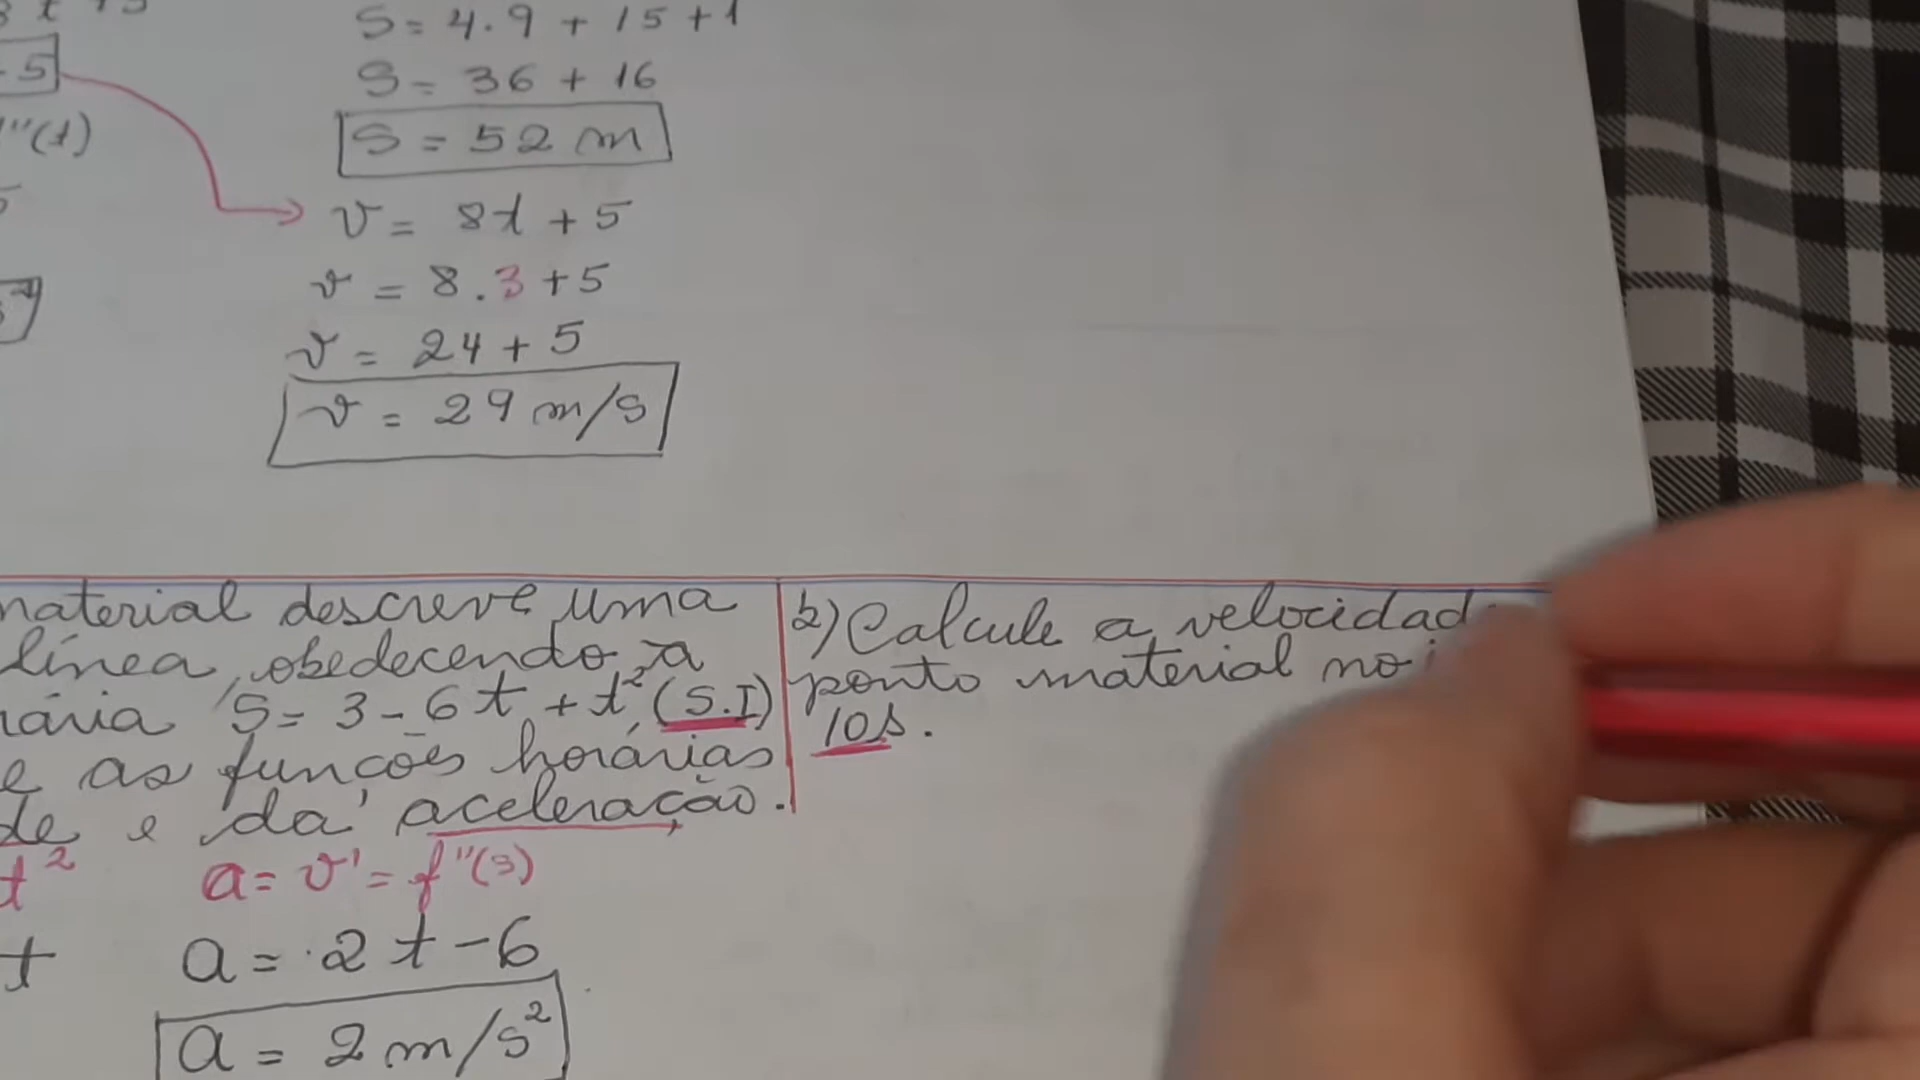 S = 4.9 + 15 + 1
S = 36 + 16
5
S = 52 m
"(t)
v = 8t + 5
v = 8.3 + 5
v = 24 + 5
v = 29 m/s
material descreve uma
línea, obedecendo a
S = 3 - 6t + t², (S.I)
e as funções horárias
de e da aceleração.
t² a = v' = f"(s)
t a = 2t - 6
a = 2 m/s²
b) Calcule a velocidad
ponto material no
10s.